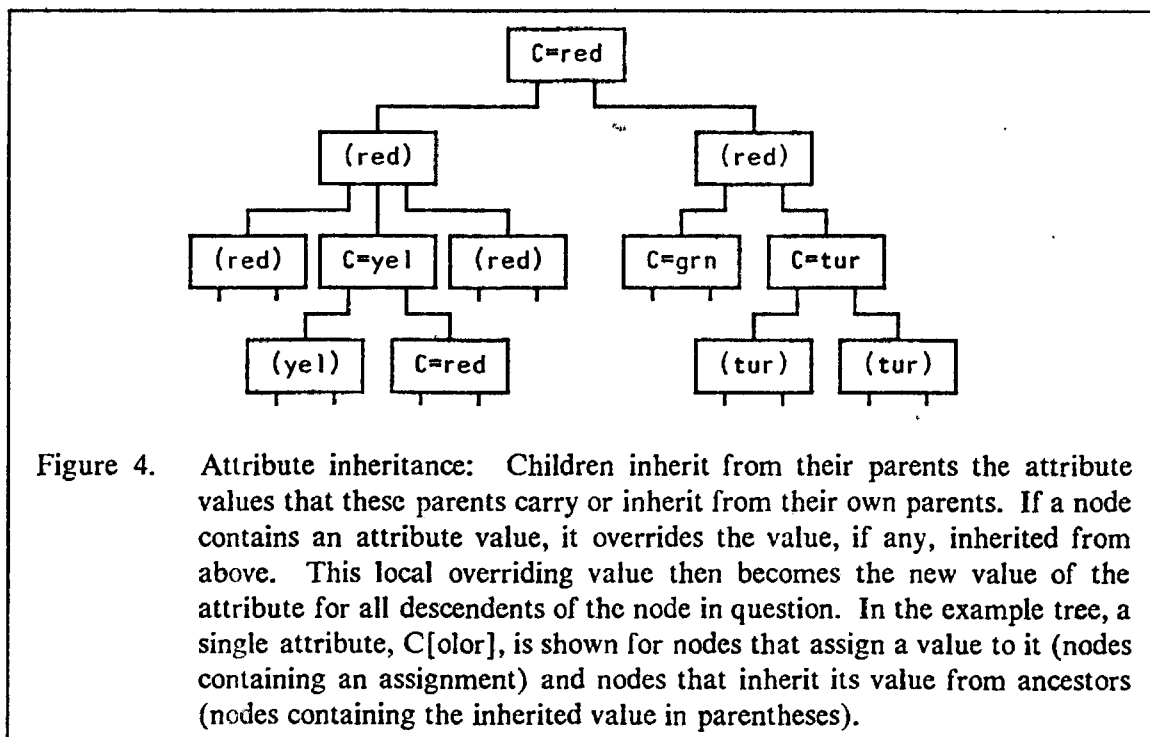 C=red
(red) (red)
(red) C=yel (red) C=grn C=tur
(yel) C=red (tur) (tur)
Figure 4. Attribute inheritance: Children inherit from their parents the attribute
values that these parents carry or inherit from their own parents. If a node
contains an attribute value, it overrides the value, if any, inherited from
above. This local overriding value then becomes the new value of the
attribute for all descendents of the node in question. In the example tree, a
single attribute, C[olor], is shown for nodes that assign a value to it (nodes
containing an assignment) and nodes that inherit its value from ancestors
(nodes containing the inherited value in parentheses).